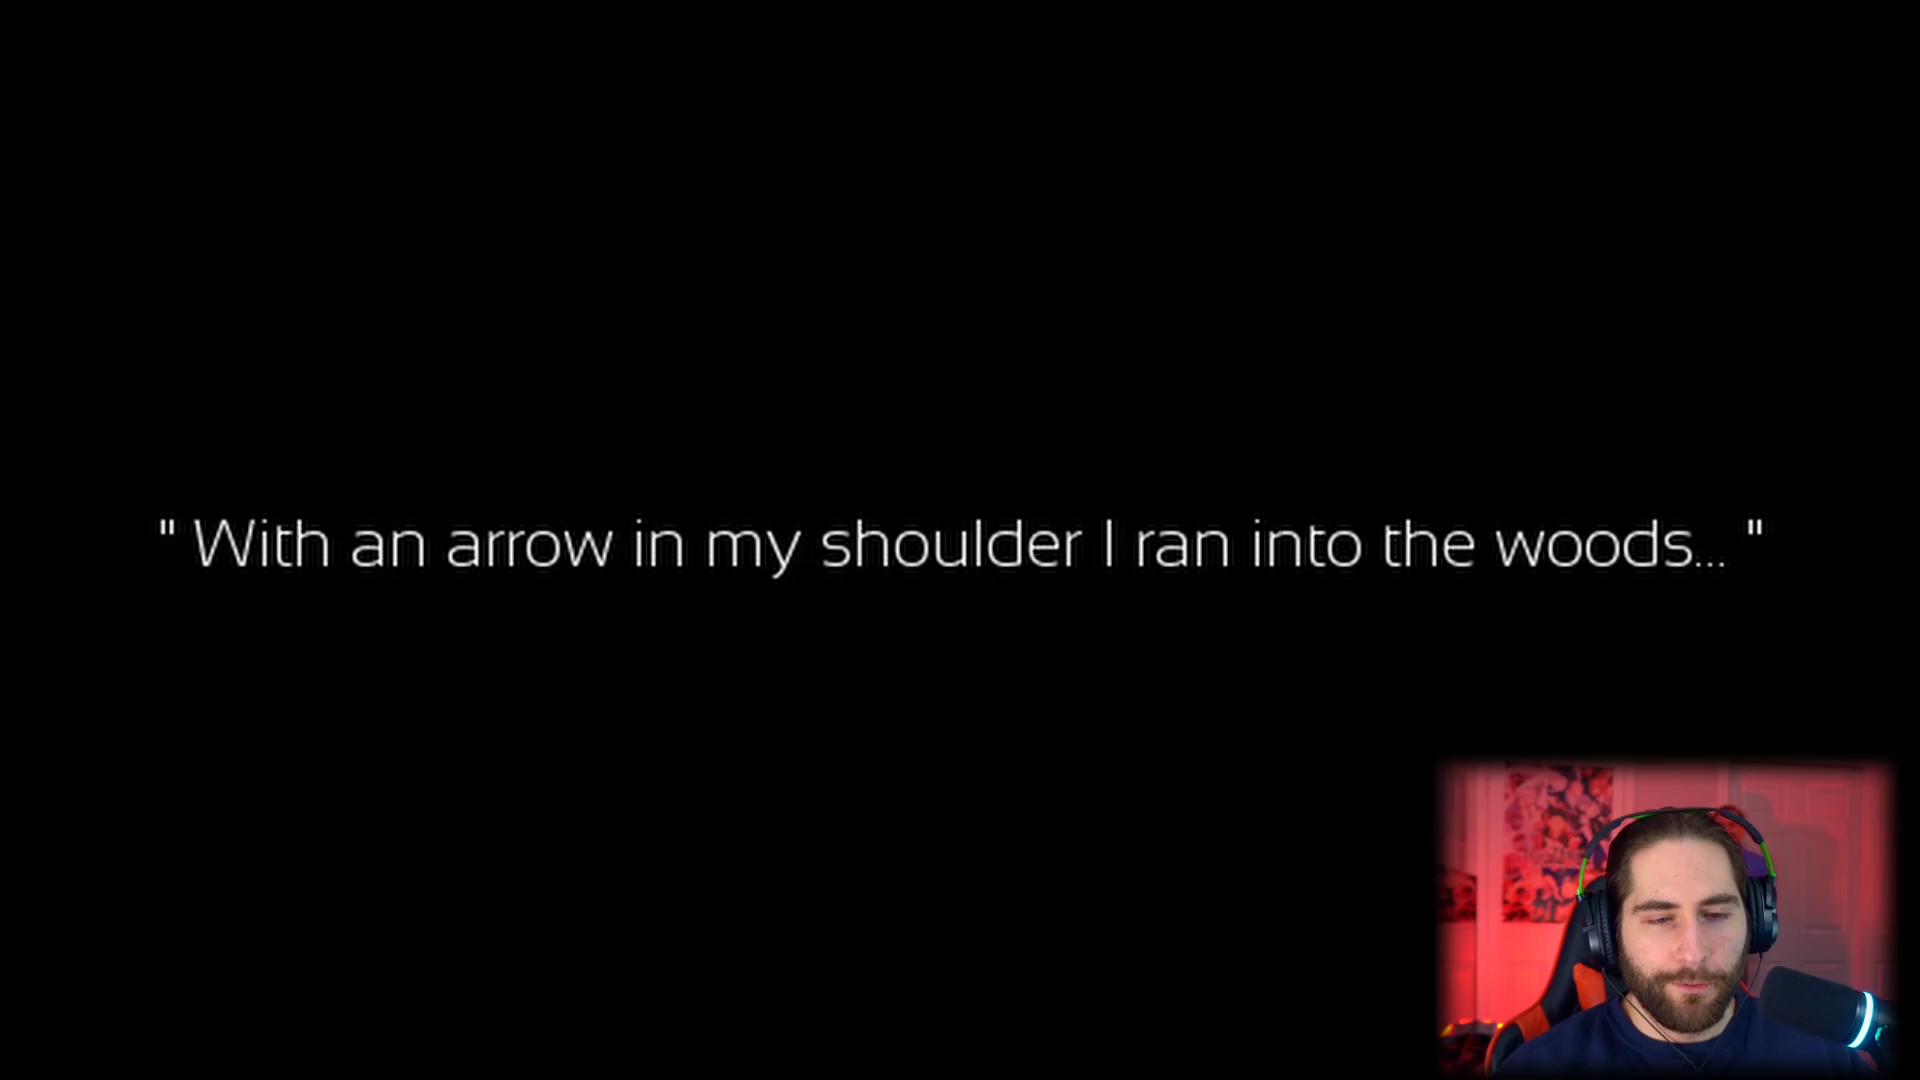 " With an arrow in my shoulder I ran into the woods... "